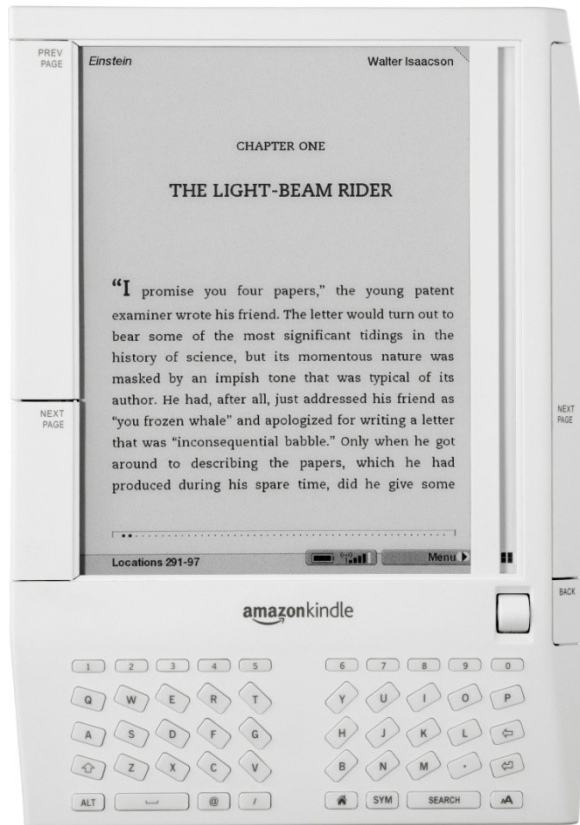 PREV
PAGE
Einstein
Walter Isaacson
CHAPTER ONE
THE LIGHT-BEAM RIDER
“I promise you four papers,” the young patent
examiner wrote his friend. The letter would turn out to
bear some of the most significant tidings in the
history of science, but its momentous nature was
masked by an impish tone that was typical of its
author. He had, after all, just addressed his friend as
“you frozen whale” and apologized for writing a letter
that was “inconsequential babble.” Only when he got
around to describing the papers, which he had
produced during his spare time, did he give some
NEXT
PAGE
NEXT
PAGE
Locations 291-97
Menu
BACK
amazonkindle
1 2 3 4 5 6 7 8 9 0
Q W E R T Y U I O P
A S D F G H J K L
Z X C V B N M .
ALT @ / SYM SEARCH AA